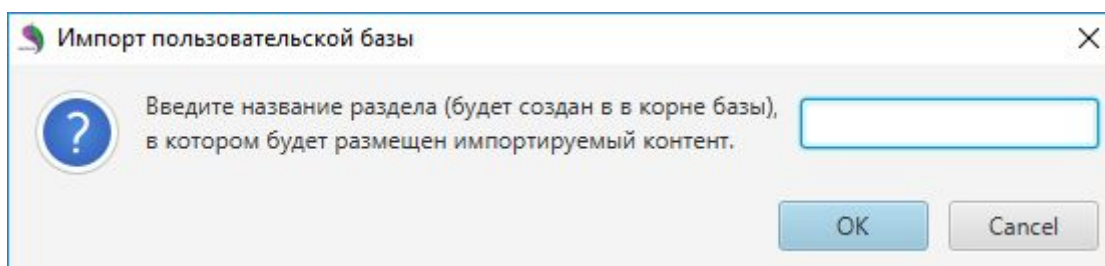 Импорт пользовательской базы
Введите название раздела (будет создан в в корне базы),
в котором будет размещен импортируемый контент.
OK
Cancel